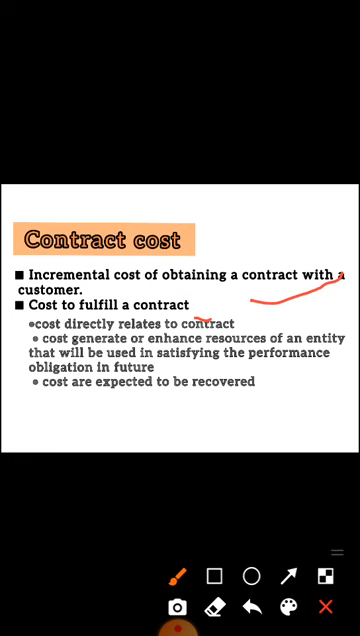 Contract cost
■ Incremental cost of obtaining a contract with a
customer.
■ Cost to fulfill a contract
•cost directly relates to contract
• cost generate or enhance resources of an entity
that will be used in satisfying the performance
obligation in future
• cost are expected to be recovered